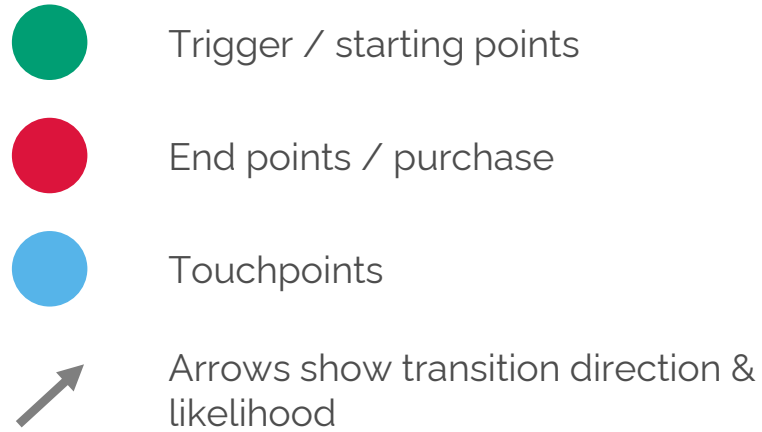 Trigger / starting points
End points / purchase
Touchpoints
Arrows show transition direction &
likelihood